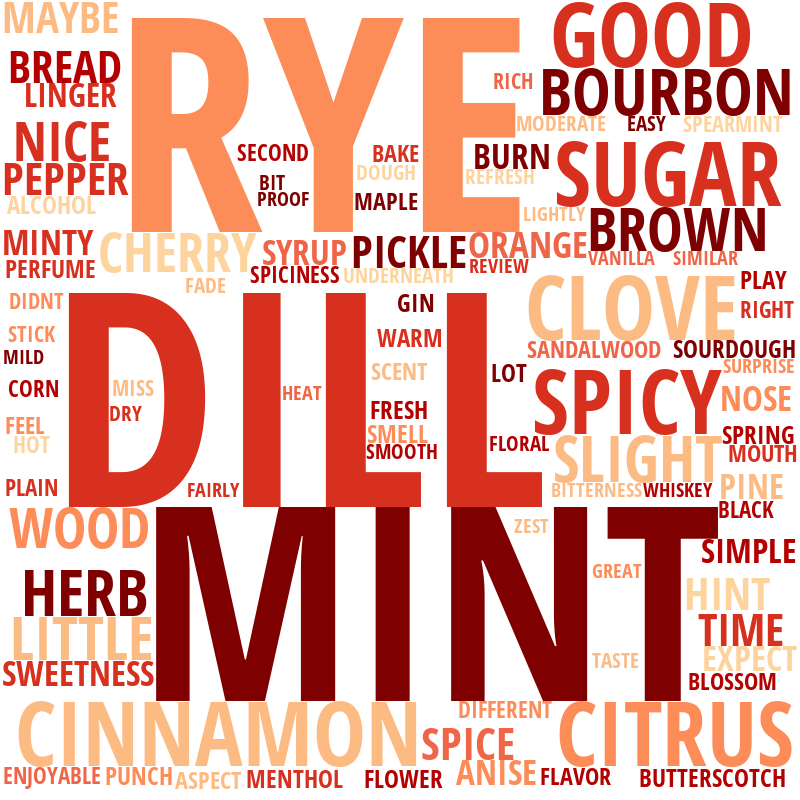 MAYBE
RYE
GOOD
BREAD
BOURBON
RICH
LINGER
MODERATE
EASY
SPEARMINT
NICE
SECOND
BAKE
BURN
SUGAR
PEPPER
DOUGH
REFRESH
BIT
PROOF
MAPLE
ALCOHOL
LIGHTLY
BROWN
MINTY
CHERRY
SYRUP
PICKLE
ORANGE
VANILLA
SIMILAR
PERFUME
SPICINESS
UNDERNEATH
REVIEW
FADE
CLOVE
PLAY
DIDNT
DILL
GIN
RIGHT
STICK
WARM
MILD
SANDALWOOD
SOURDOUGH
SURPRISE
CORN
MISS
HEAT
SCENT
LOT
SPICY
NOSE
DRY
FRESH
FEEL
SMELL
SPRING
HOT
SMOOTH
FLORAL
SLIGHT
MOUTH
PLAIN
FAIRLY
BITTERNESS
WHISKEY
PINE
BLACK
WOOD
MINT
ZEST
SIMPLE
HERB
GREAT
HINT
LITTLE
TIME
SWEETNESS
TASTE
EXPECT
BLOSSOM
CINNAMON
DIFFERENT
CITRUS
SPICE
ENJOYABLE
PUNCH
ASPECT
MENTHOL
FLOWER
ANISE
FLAVOR
BUTTERSCOTCH